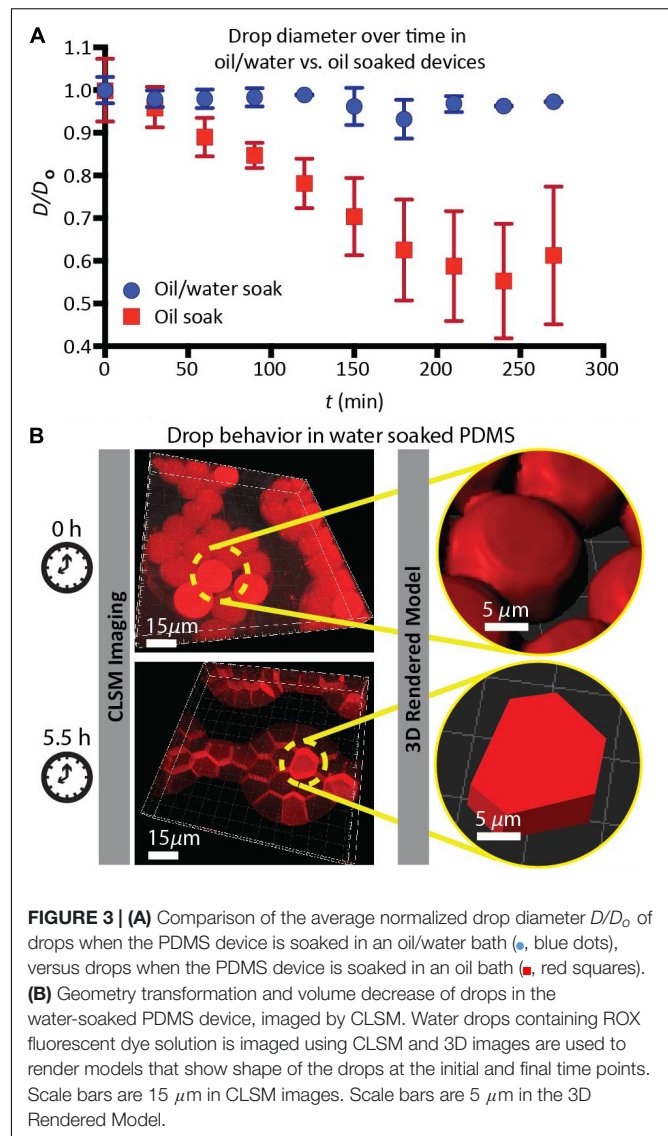 A
Drop diameter over time in
oil/water vs. oil soaked devices
1.1
1.0
0.9
0.8
0.7
0.6
0.5
0.4
D/Do
Oil/water soak
Oil soak
0 50 100 150 200 250 300
t (min)
B
Drop behavior in water soaked PDMS
0 h
CLSM Imaging
15μm
3D Rendered Model
5 μm
5.5 h
15μm
5 μm
FIGURE 3 | (A) Comparison of the average normalized drop diameter D/Do of
drops when the PDMS device is soaked in an oil/water bath (●, blue dots),
versus drops when the PDMS device is soaked in an oil bath (■, red squares).
(B) Geometry transformation and volume decrease of drops in the
water-soaked PDMS device, imaged by CLSM. Water drops containing ROX
fluorescent dye solution is imaged using CLSM and 3D images are used to
render models that show shape of the drops at the initial and final time points.
Scale bars are 15 μm in CLSM images. Scale bars are 5 μm in the 3D
Rendered Model.